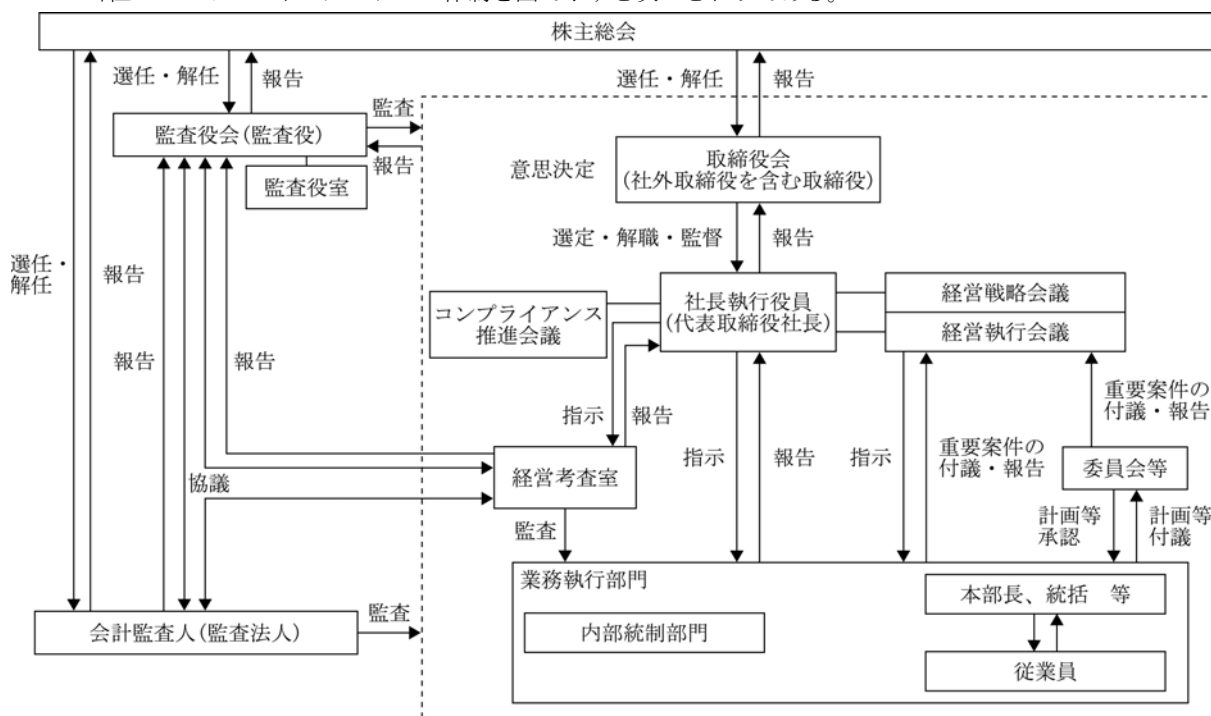 株主総会
選任・解任
報告
選任・解任
報告
監査
監査役会(監査役)
報告
監査役室
意思決定
取締役会
(社外取締役を含む取締役)
選定・解職・監督
報告
選任・
解任
報告
コンプライアンス
推進会議
社長執行役員
(代表取締役社長)
経営戦略会議
経営執行会議
報告
報告
指示
報告
重要案件の
付議・報告
指示
報告
指示
重要案件の
付議・報告
経営考査室
委員会等
協議
監査
計画等
承認
計画等
付議
業務執行部門
本部長、統括 等
内部統制部門
監査
会計監査人(監査法人)
従業員